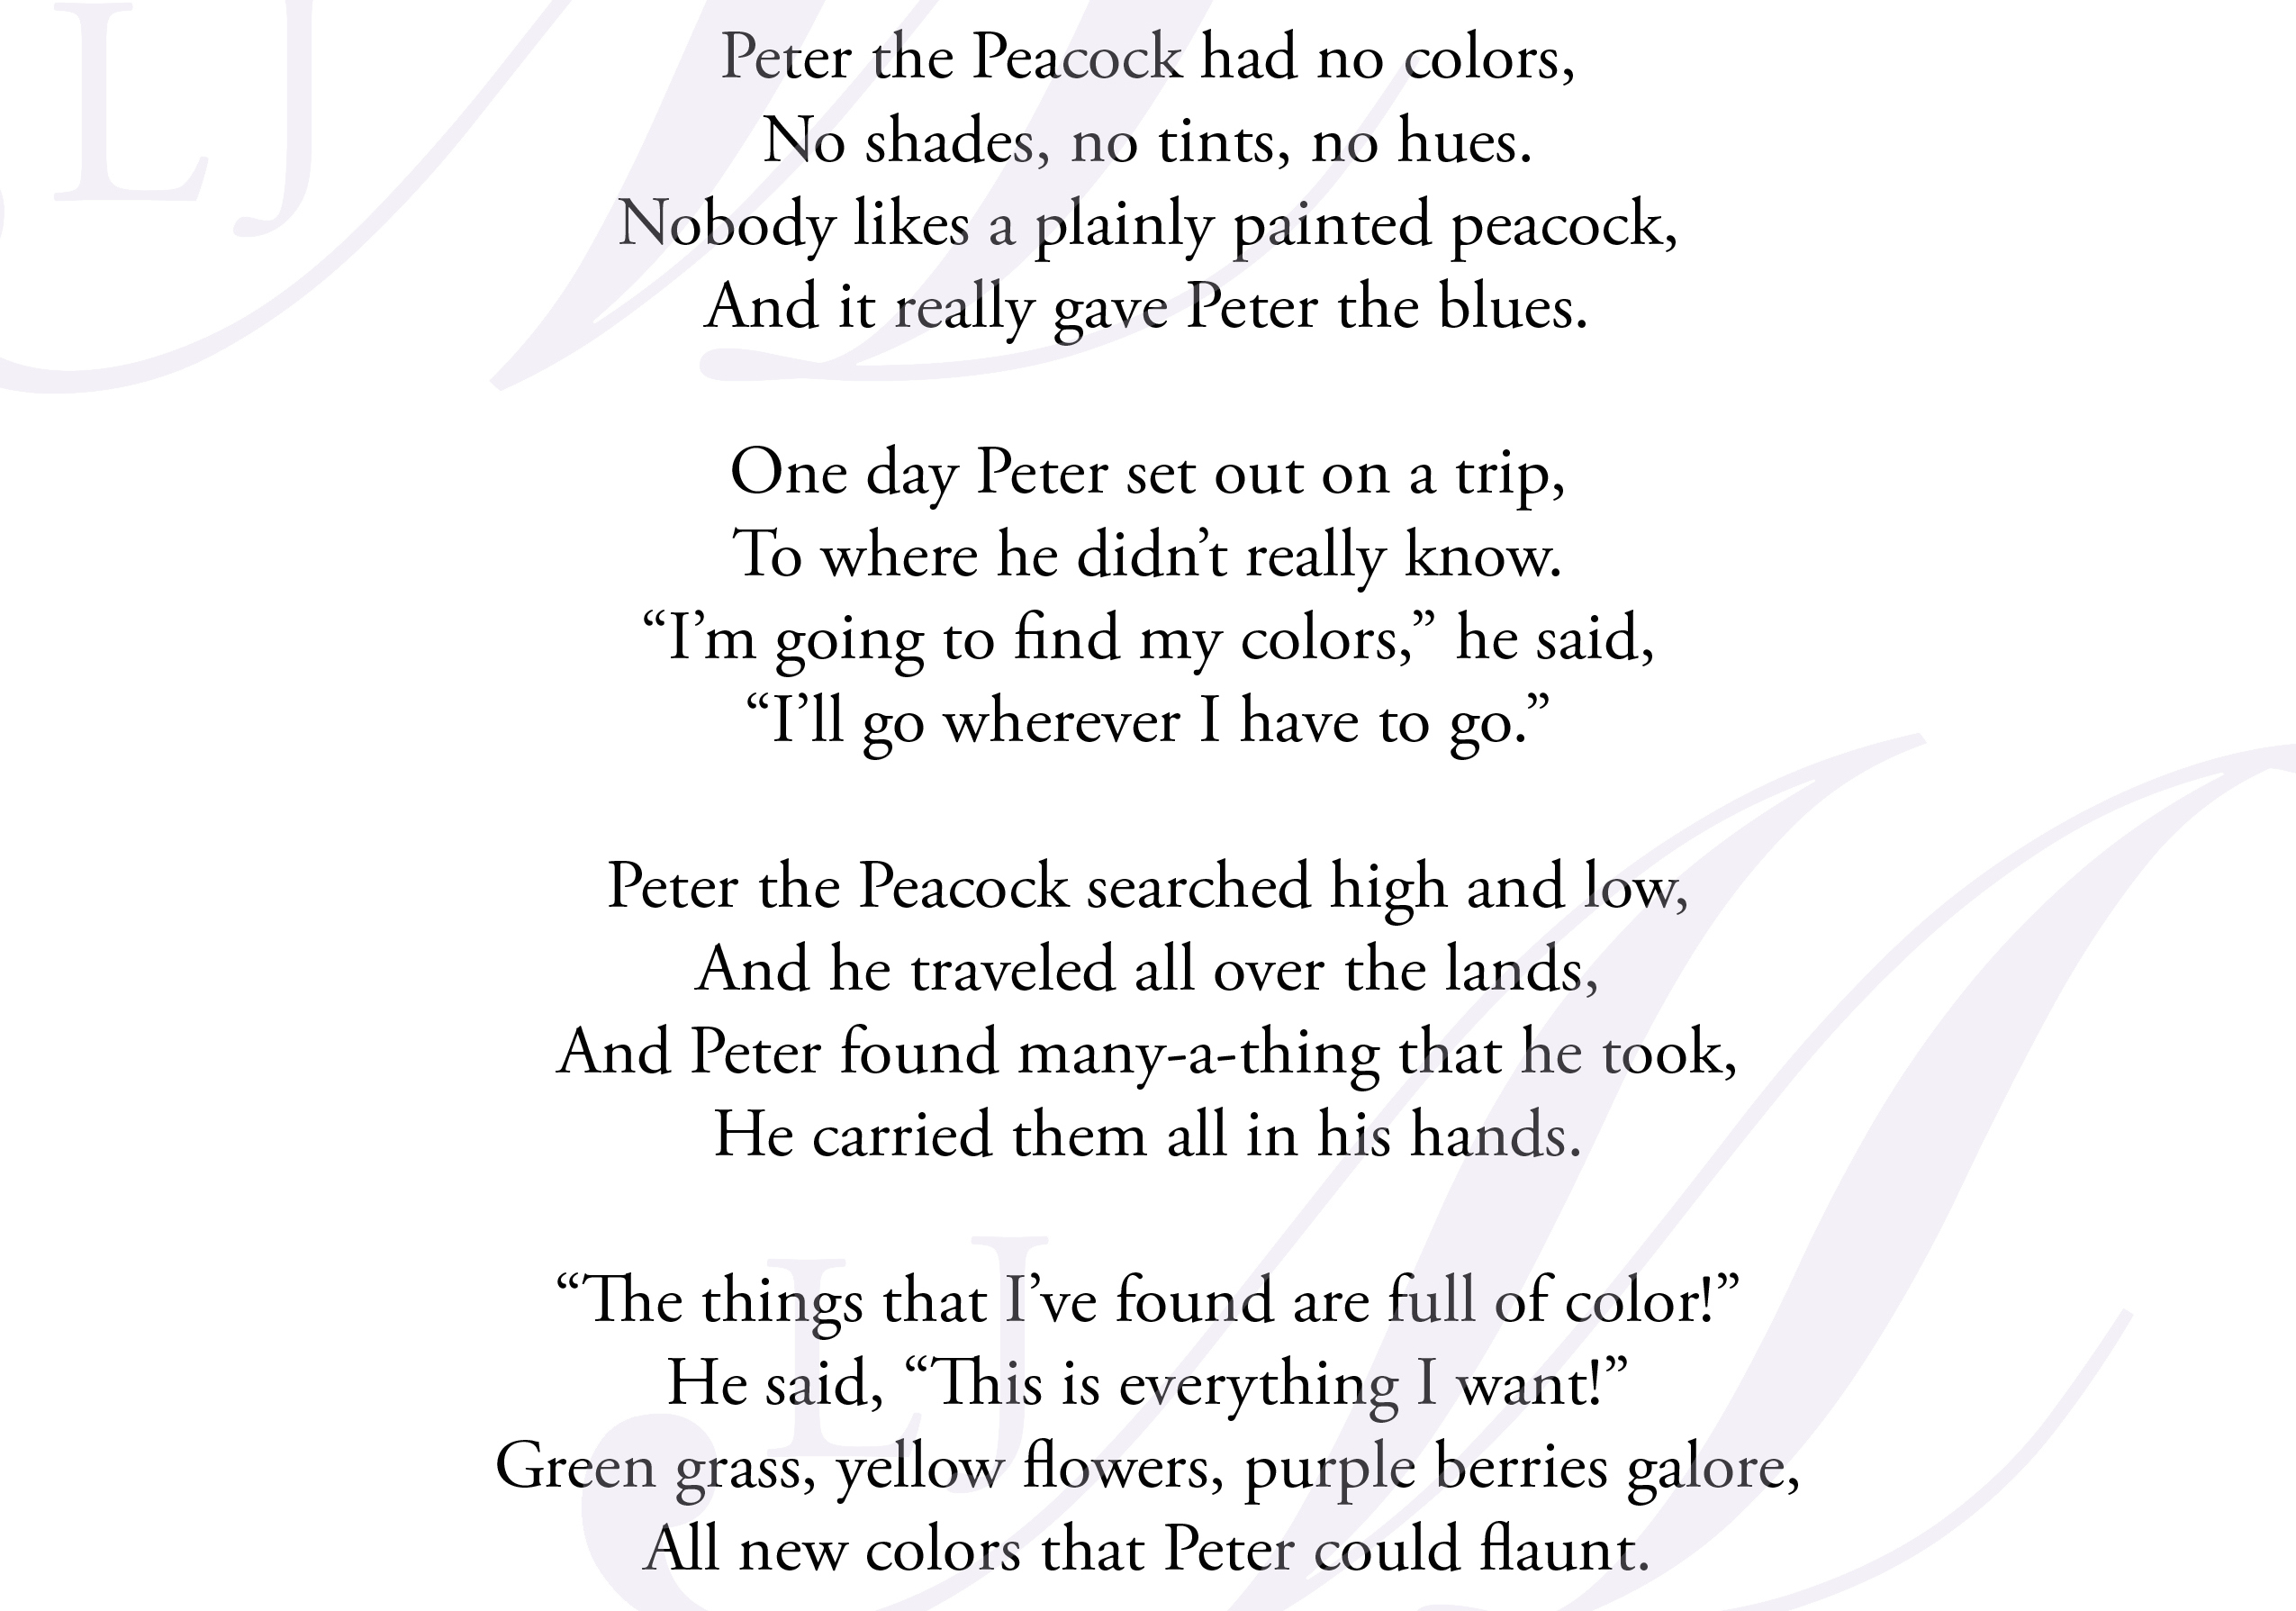 LJM
Peter the Peacock had no colors,
No shades, no tints, no hues.
Nobody likes a plainly painted peacock,
And it really gave Peter the blues.
One day Peter set out on a trip,
To where he didn’t really know.
“I’m going to find my colors,” he said,
“I’ll go wherever I have to go.”
Peter the Peacock searched high and low,
And he traveled all over the lands,
And Peter found many-a-thing that he took,
He carried them all in his hands.
“The things that I’ve found are full of color!”
He said, “This is everything I want!”
Green grass, yellow flowers, purple berries galore,
All new colors that Peter could flaunt.
LJM